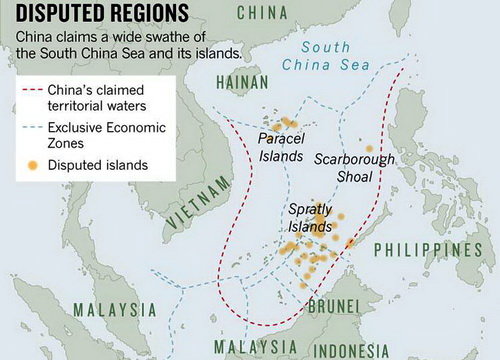 DISPUTED REGIONS
China claims a wide swathe of
the South China Sea and its islands.
China's claimed
territorial waters
Exclusive Economic
Zones
Disputed islands
CHINA
South
China Sea
HAINAN
Paracel
Islands
Scarborough
Shoal
VIETNAM
Spratly
Islands
PHILIPPINES
MALAYSIA
BRUNEI
MALAYSIA
INDONESIA